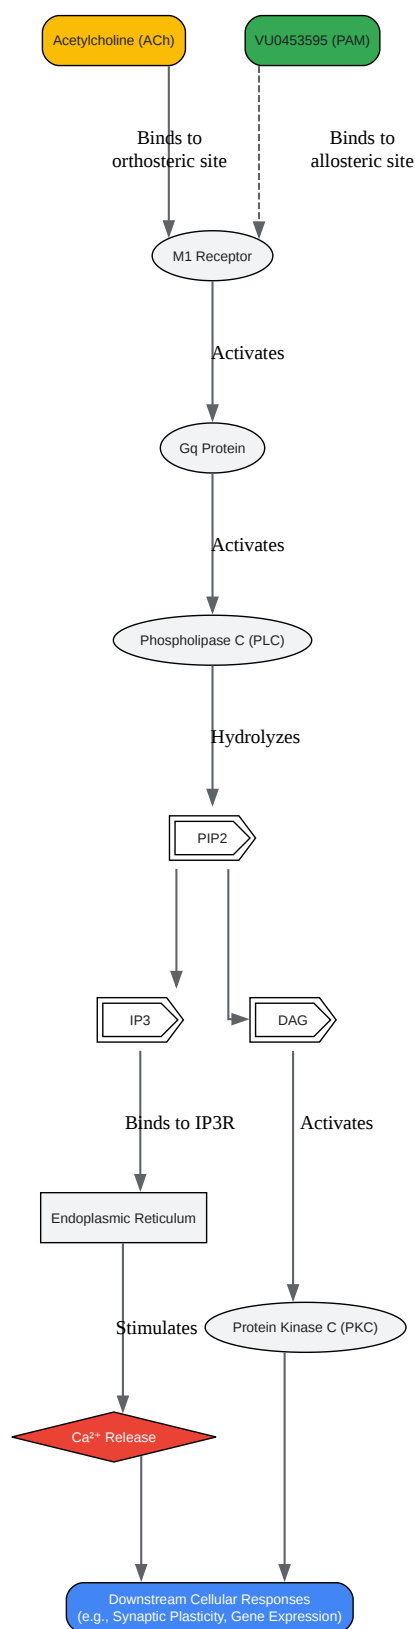 Acetylcholine (ACh)
VU0453595 (PAM)
Binds to
orthosteric site
Binds to
allosteric site
M1 Receptor
Activates
Gq Protein
Activates
Phospholipase C (PLC)
Hydrolyzes
PIP2
IP3
DAG
Binds to IP3R
Activates
Endoplasmic Reticulum
Stimulates
Protein Kinase C (PKC)
Ca²⁺ Release
Downstream Cellular Responses
(e.g., Synaptic Plasticity, Gene Expression)